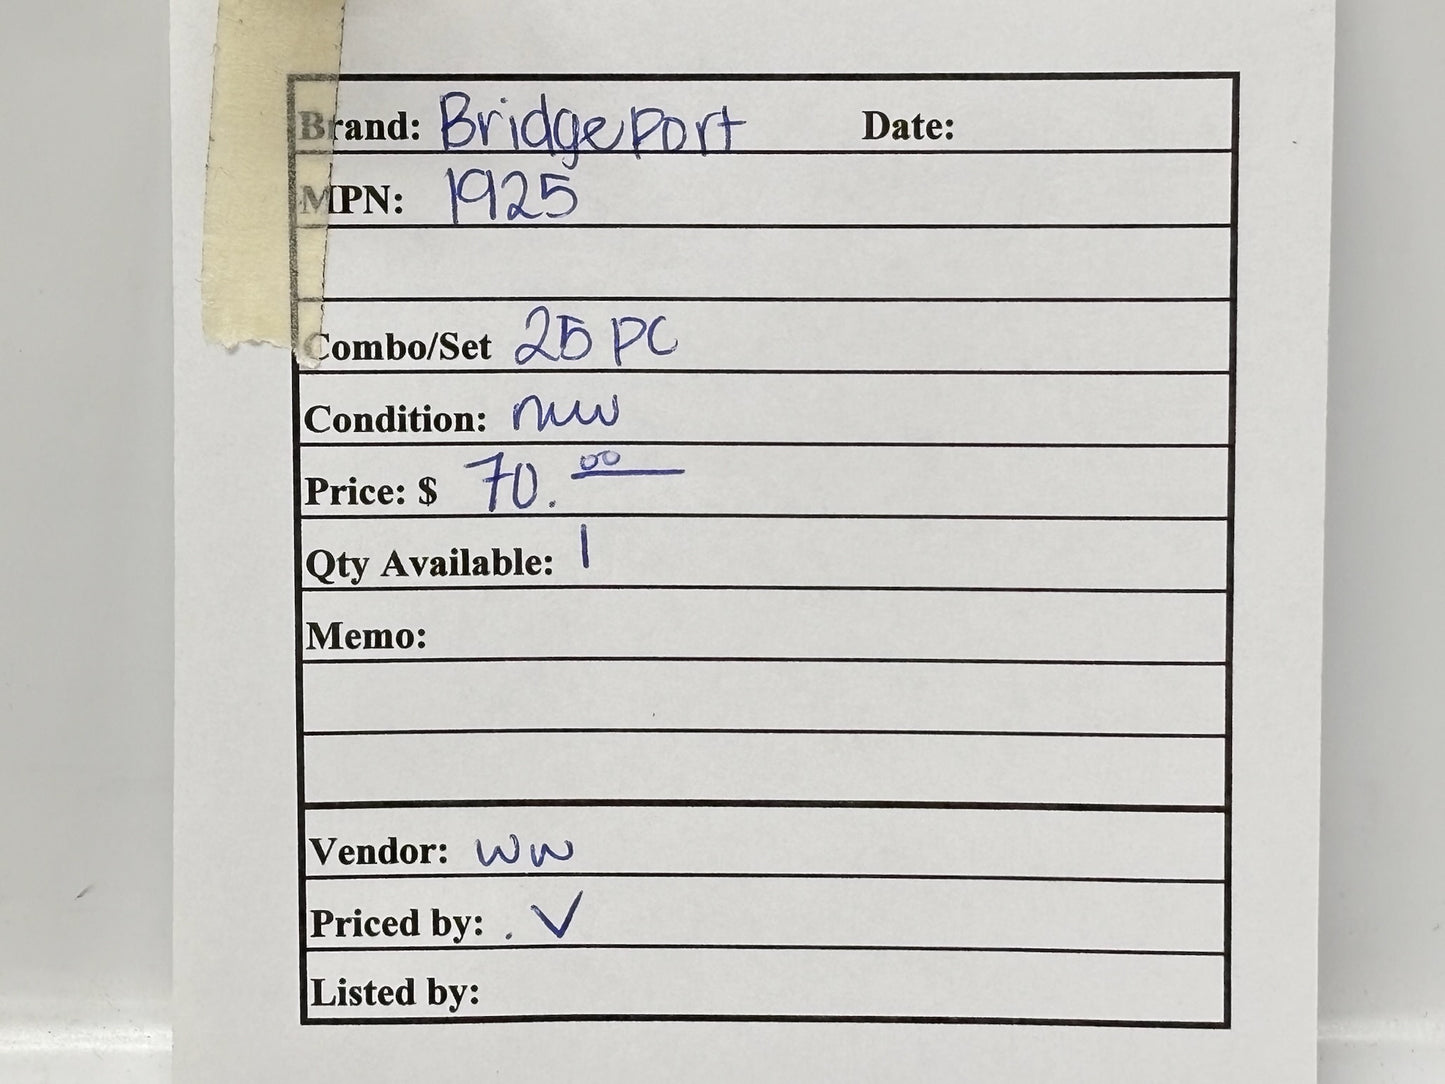 Brand: Bridgeport Date:
MPN: 1925
Combo/Set 25 PC
Condition: new
Price: $ 70.00
Qty Available: 1
Memo:
Vendor: WW
Priced by: . ✓
Listed by: